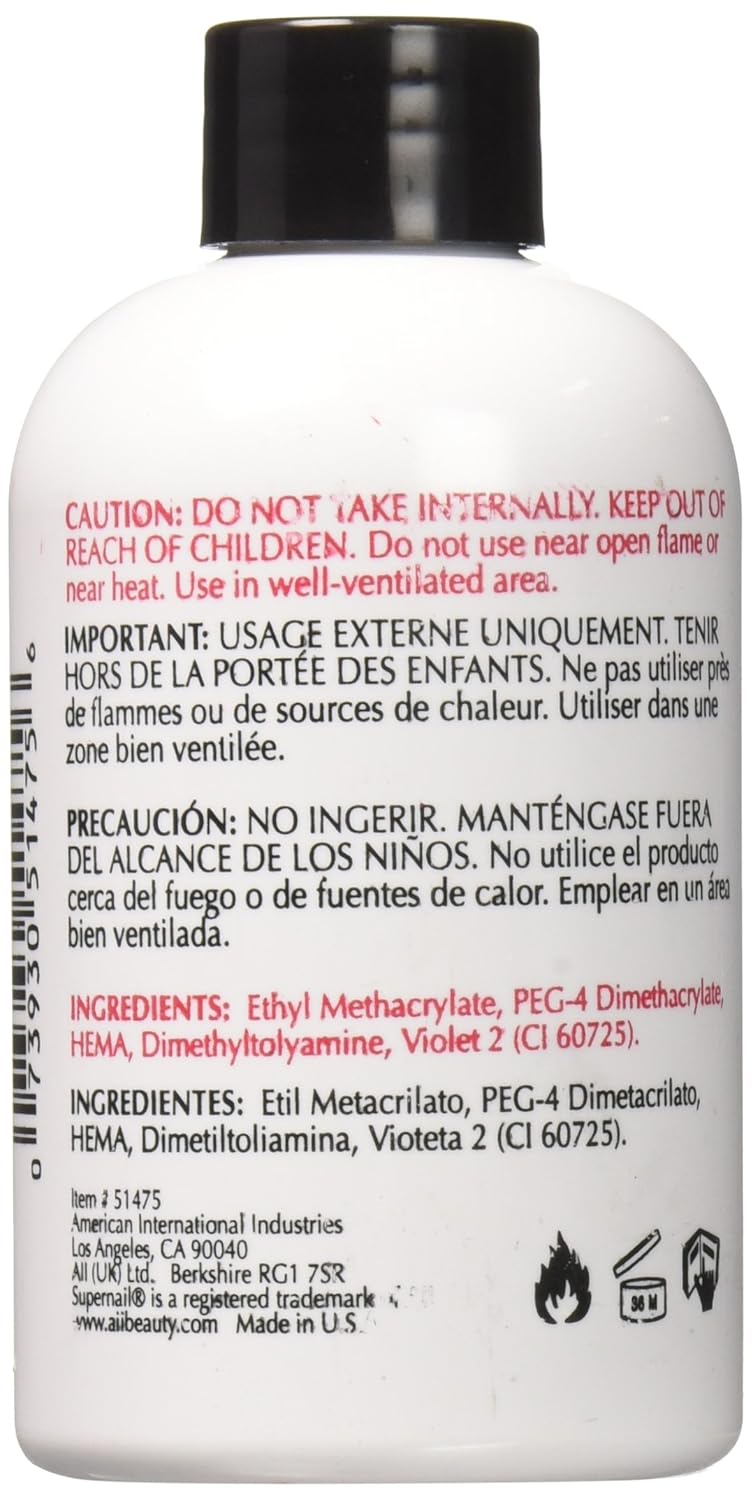 CAUTION: DO NOT TAKE INTERNALLY. KEEP OUT OF
REACH OF CHILDREN. Do not use near open flame or
near heat. Use in well-ventilated area.
IMPORTANT: USAGE EXTERNE UNIQUEMENT. TENIR
HORS DE LA PORTÉE DES ENFANTS. Ne pas utiliser près
de flammes ou de sources de chaleur. Utiliser dans une
zone bien ventilée.
PRECAUCIÓN: NO INGERIR. MANTÉNGASE FUERA
DEL ALCANCE DE LOS NIÑOS. No utilice el producto
cerca del fuego o de fuentes de calor. Emplear en un área
bien ventilada.
INGREDIENTS: Ethyl Methacrylate, PEG-4 Dimethacrylate,
HEMA, Dimethyltolyamine, Violet 2 (CI 60725).
INGREDIENTES: Etil Metacrilato, PEG-4 Dimetacrilato,
HEMA, Dimetiltoliamina, Vioteta 2 (CI 60725).
Item # 51475
American International Industries
Los Angeles, CA 90040
AII (UK) Ltd. Berkshire RG1 7SR
Supernail® is a registered trademark
www.aiibeauty.com Made in U.S.
36 M
0 73930 51475 6